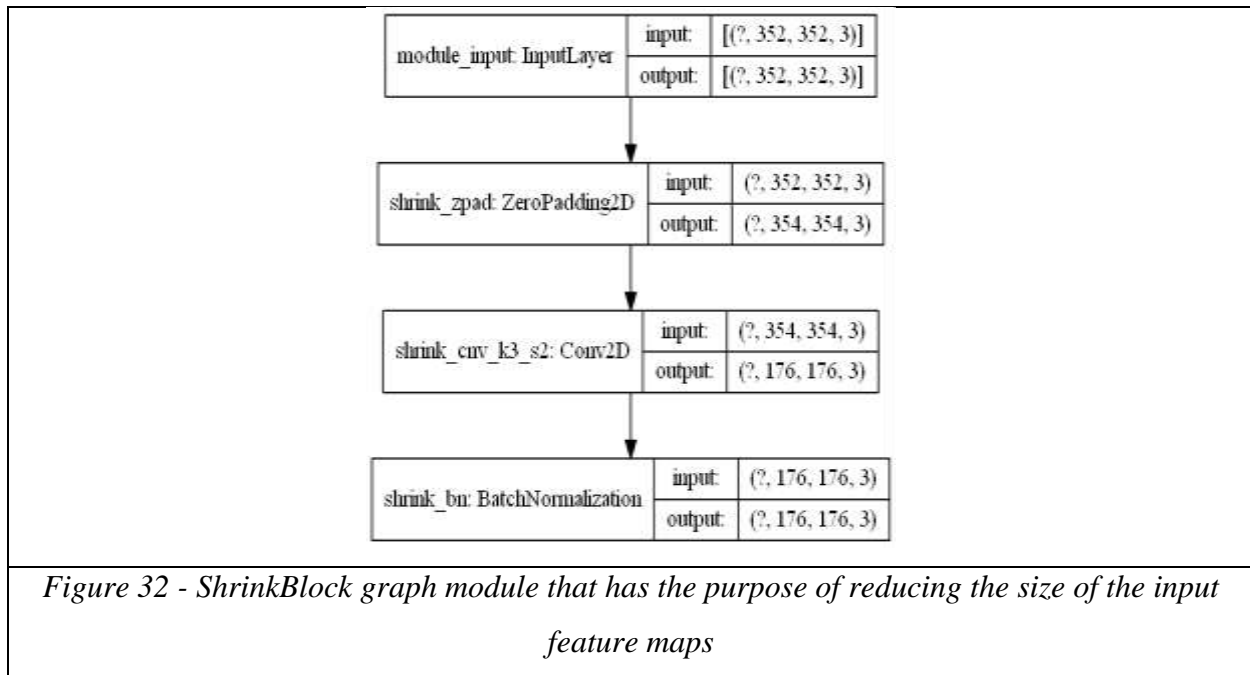 module_input: InputLayer
input: [(?, 352, 352, 3)]
output: [(?, 352, 352, 3)]
shrink_zpad: ZeroPadding2D
input: (?, 352, 352, 3)
output: (?, 354, 354, 3)
shrink_cnv_k3_s2: Conv2D
input: (?, 354, 354, 3)
output: (?, 176, 176, 3)
shrink_bn: BatchNormalization
input: (?, 176, 176, 3)
output: (?, 176, 176, 3)
Figure 32 - ShrinkBlock graph module that has the purpose of reducing the size of the input
feature maps